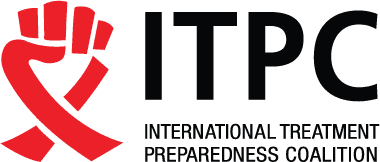 ITPC
INTERNATIONAL TREATMENT
PREPAREDNESS COALITION